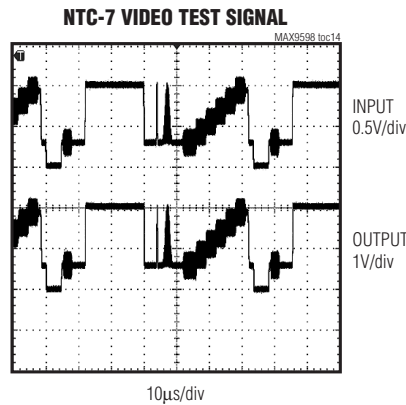 NTC-7 VIDEO TEST SIGNAL
MAX9598 toc14
T
INPUT
0.5V/div
OUTPUT
1V/div
10µs/div